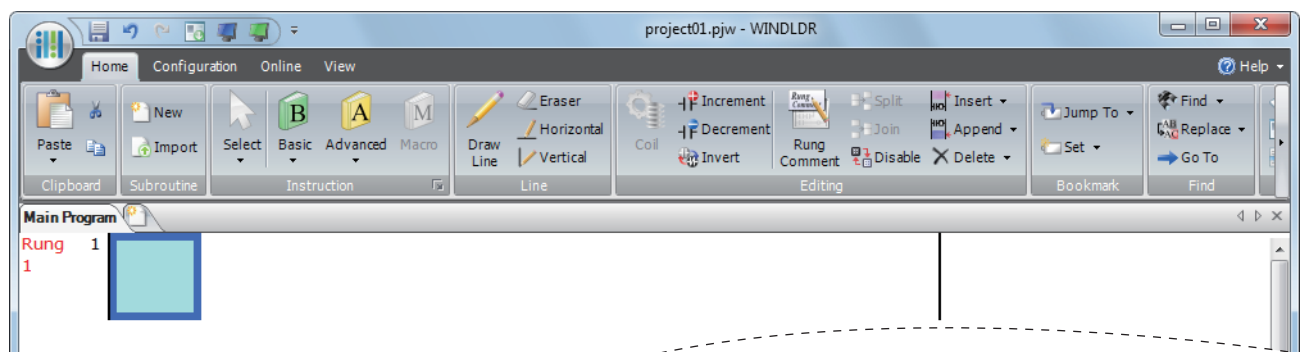 project01.pjw - WINDLDR
Home Configuration Online View Help
Paste
New
Import
Select
Basic
Advanced
Macro
B
A
M
Draw Line
Eraser
Horizontal
Vertical
Coil
Increment
Decrement
Invert
Rung Comment
Rung Comment
Split
Join
Disable
Insert
Append
Delete
Jump To
Set
Find
Replace
Go To
Clipboard Subroutine Instruction Line Editing Bookmark Find
Main Program
Rung 1
1